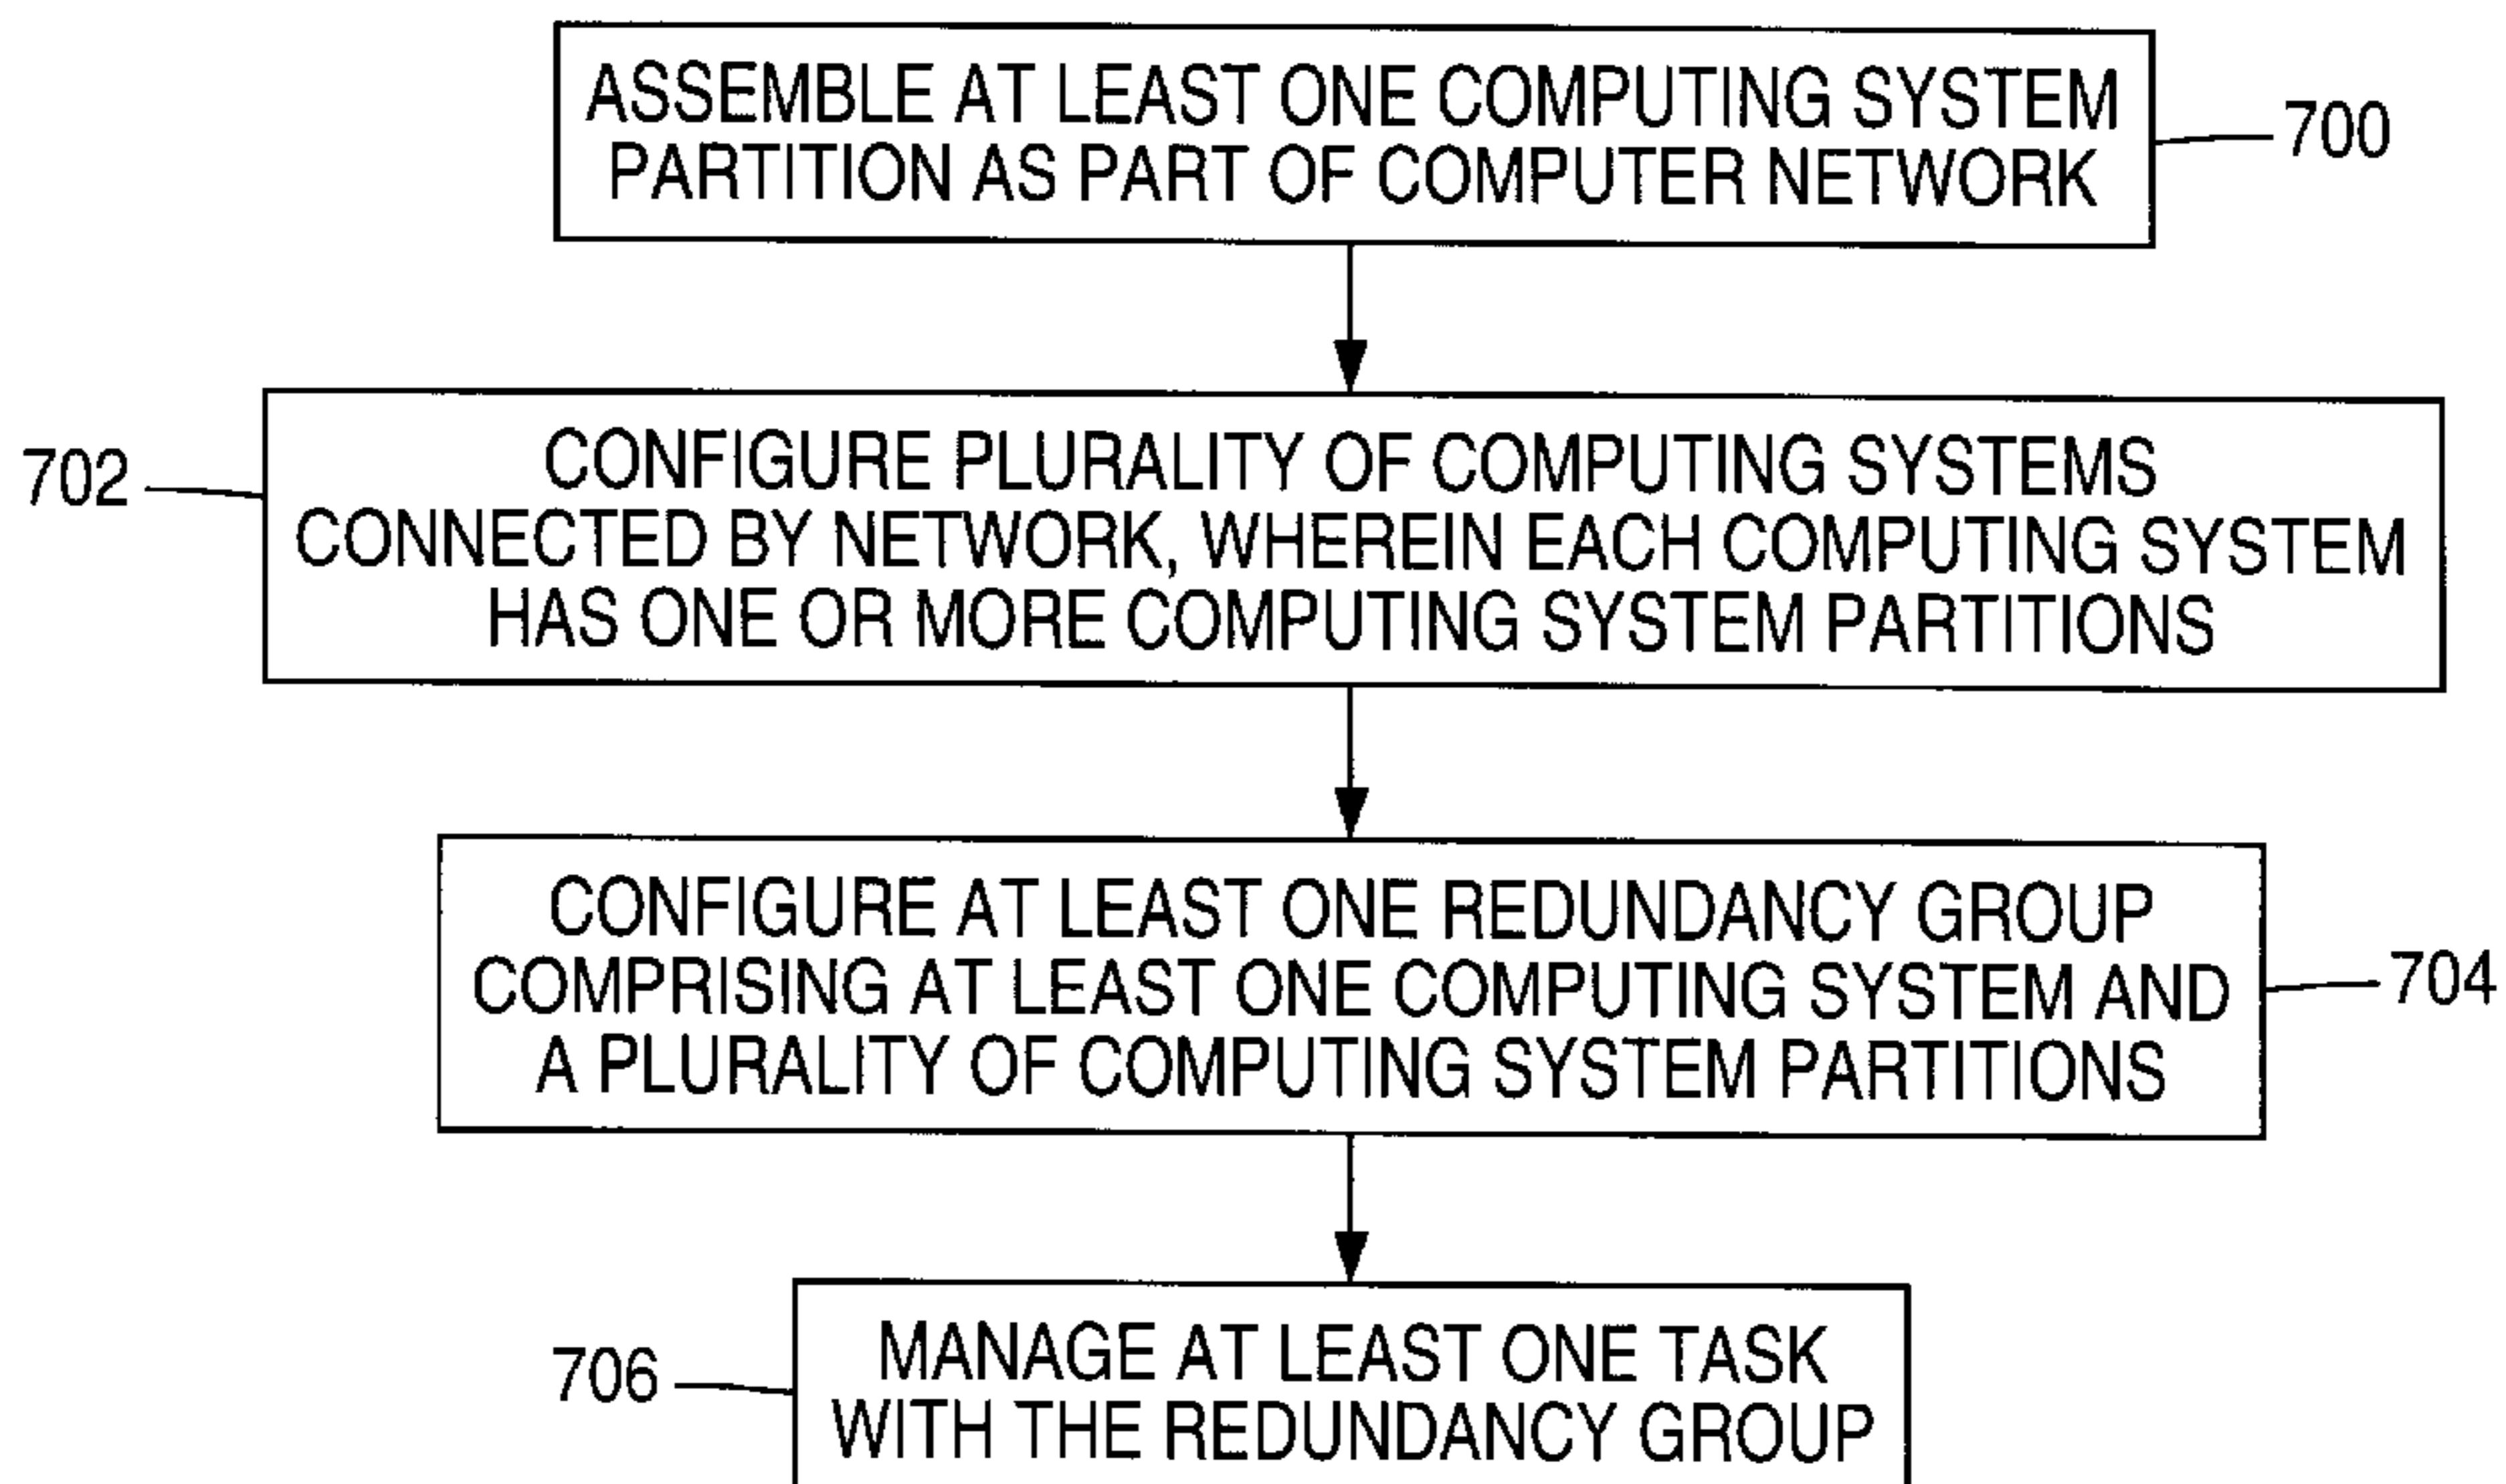 ASSEMBLE AT LEAST ONE COMPUTING SYSTEM
PARTITION AS PART OF COMPUTER NETWORK
700
702
CONFIGURE PLURALITY OF COMPUTING SYSTEMS
CONNECTED BY NETWORK, WHEREIN EACH COMPUTING SYSTEM
HAS ONE OR MORE COMPUTING SYSTEM PARTITIONS
CONFIGURE AT LEAST ONE REDUNDANCY GROUP
COMPRISING AT LEAST ONE COMPUTING SYSTEM AND
A PLURALITY OF COMPUTING SYSTEM PARTITIONS
704
706
MANAGE AT LEAST ONE TASK
WITH THE REDUNDANCY GROUP